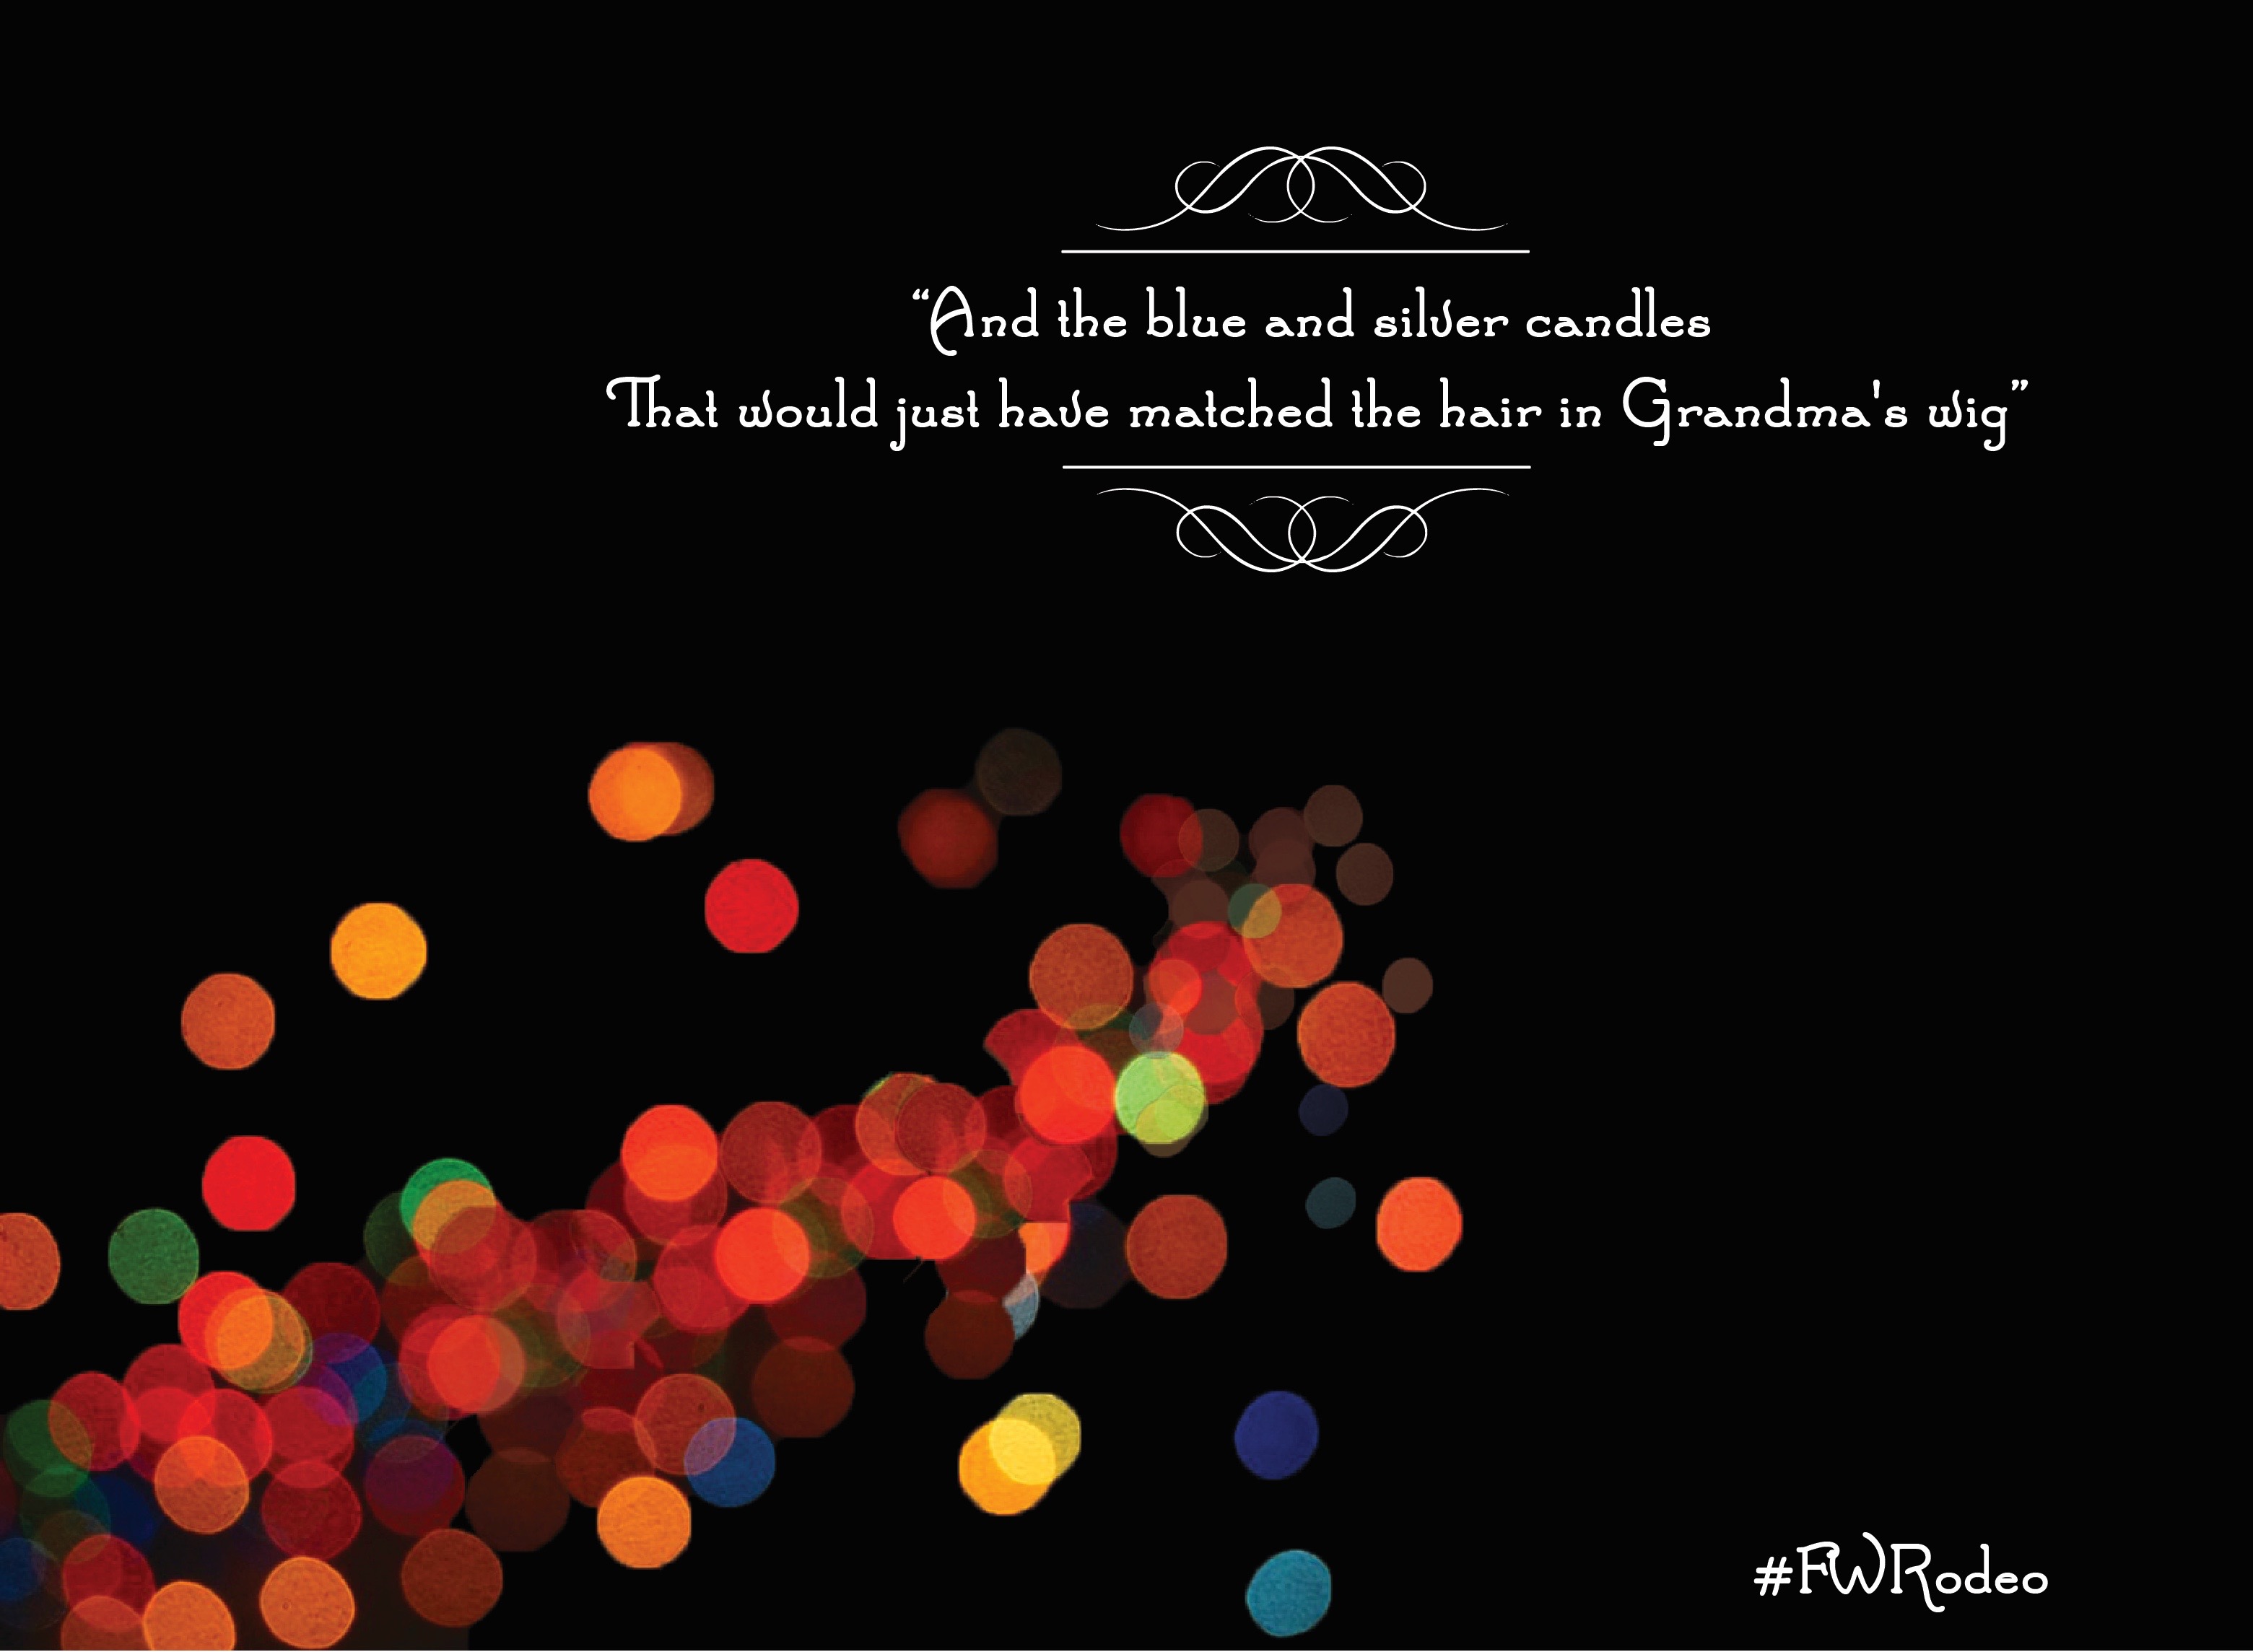 “And the blue and silver candles
That would just have matched the hair in Grandma's wig”
#FWRodeo